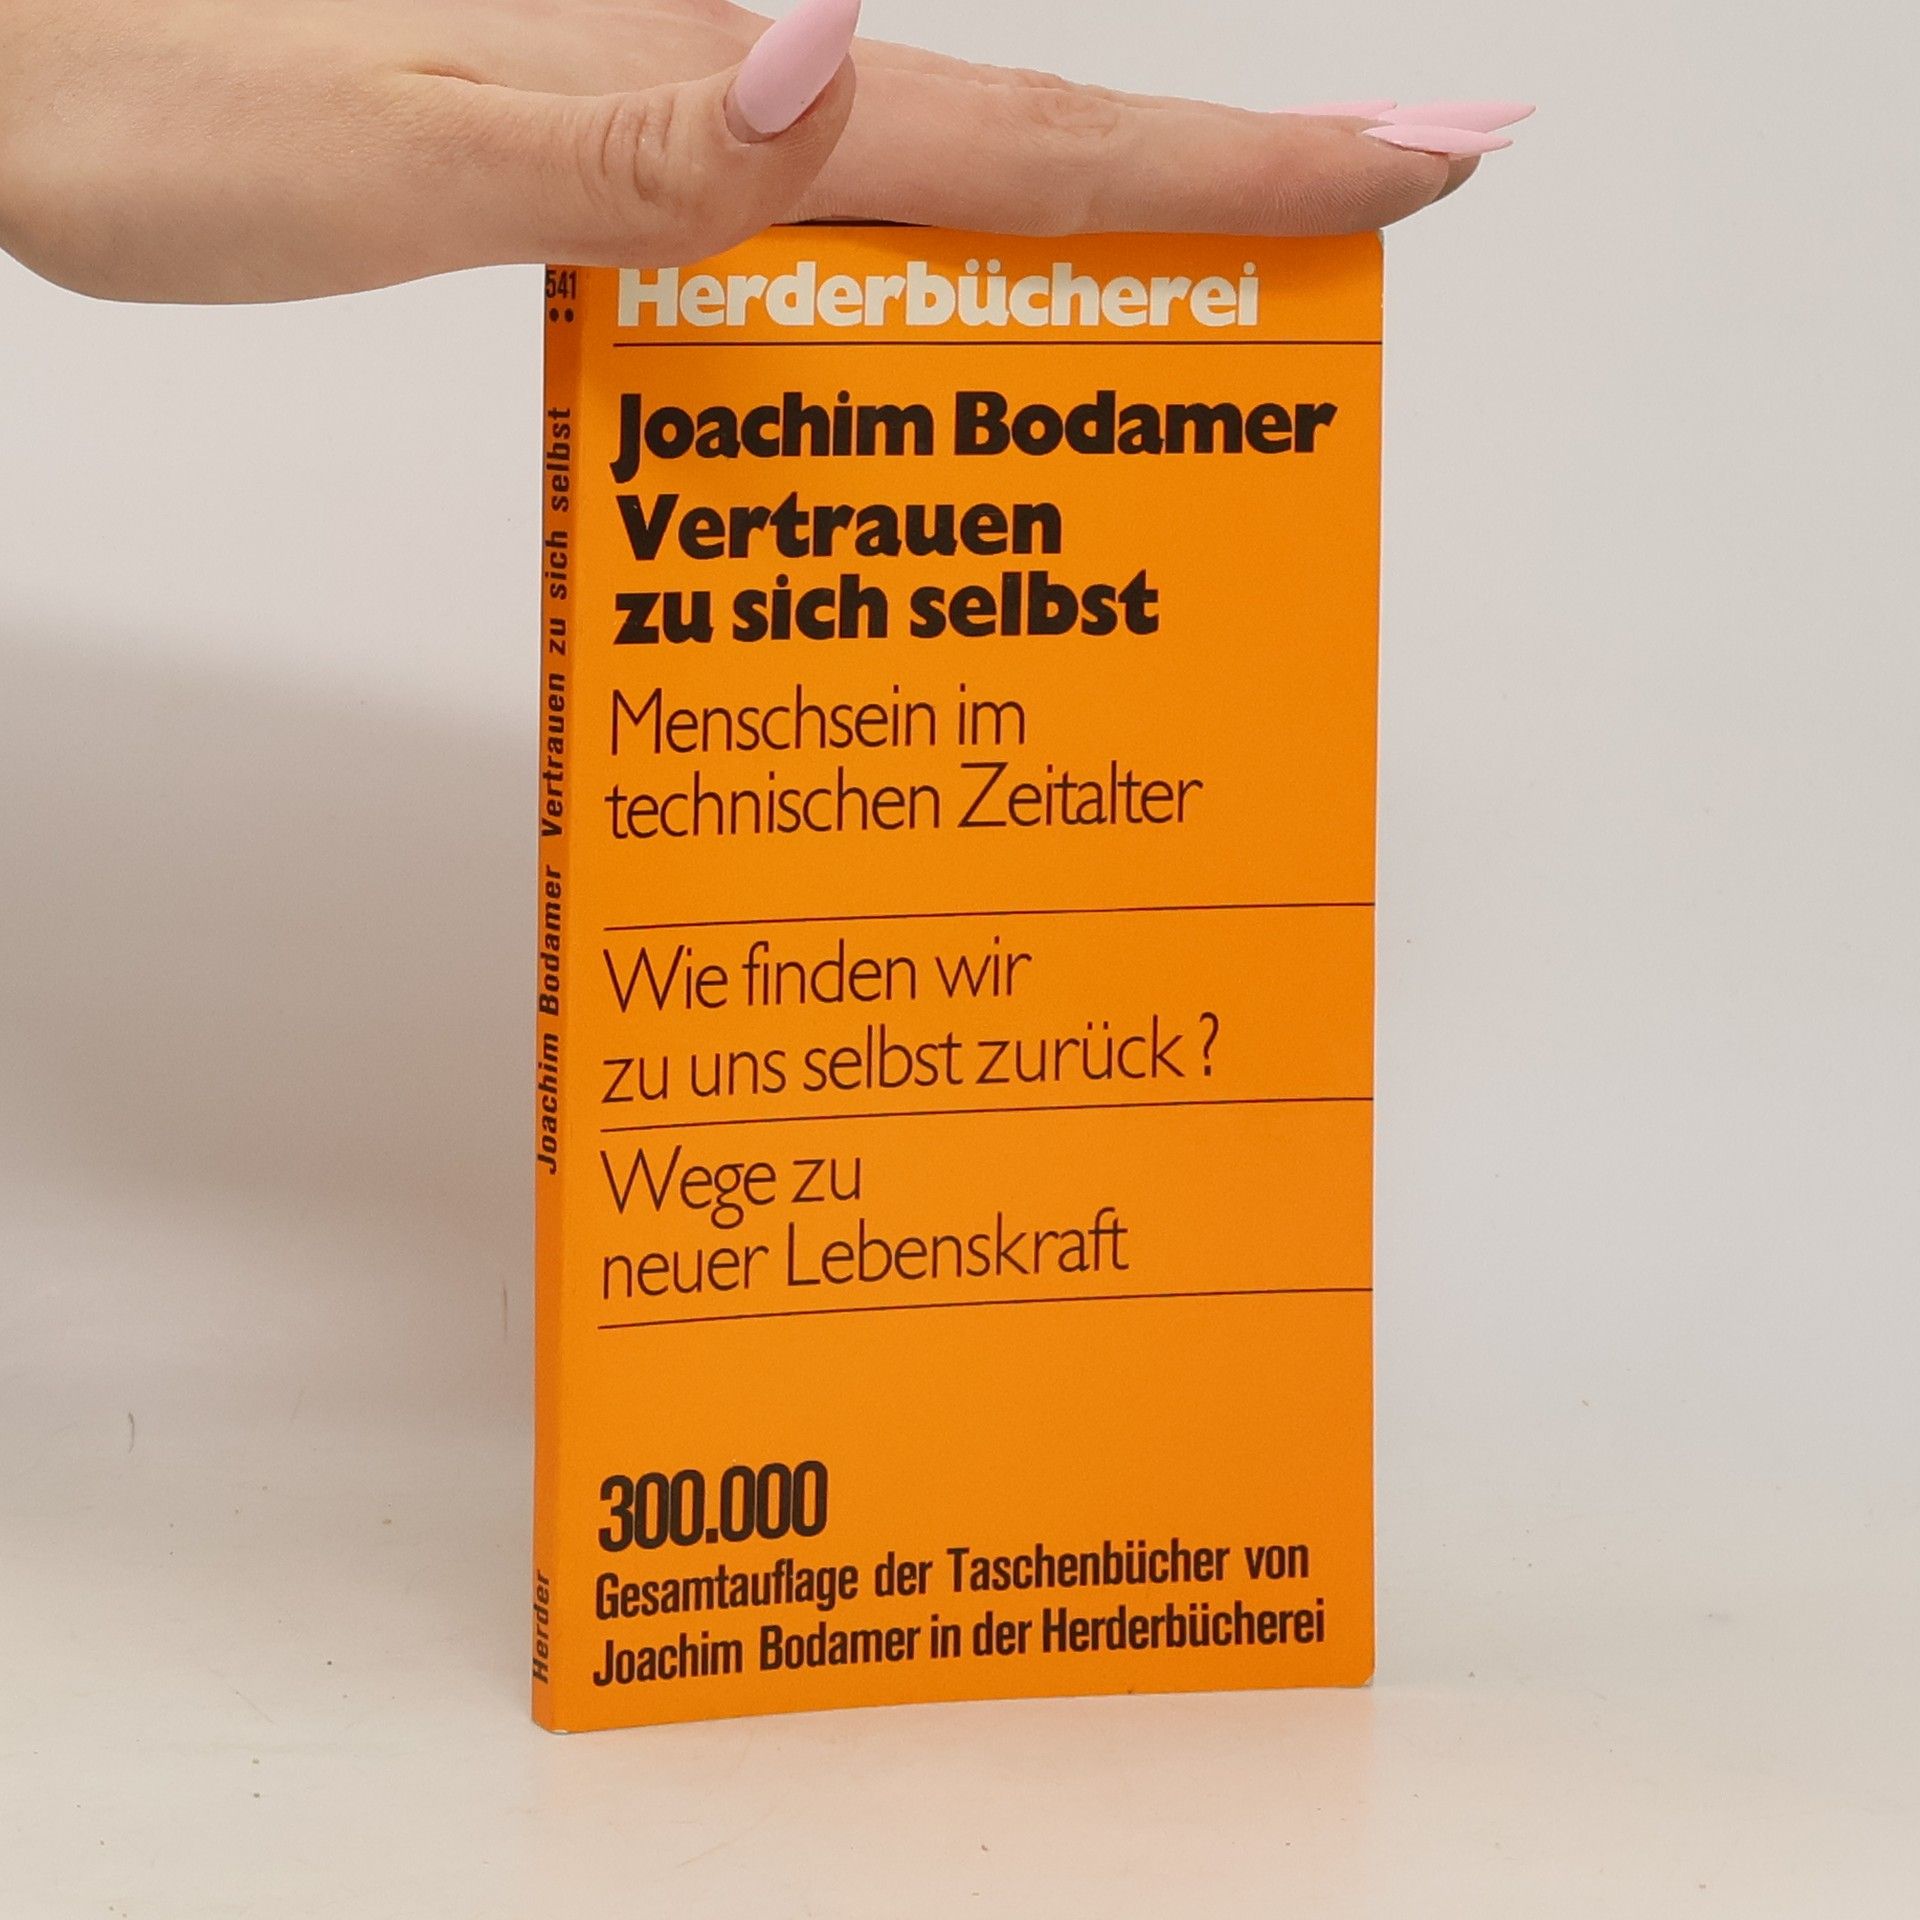 Herderbücherei
Joachim Bodamer
Vertrauen
zu sich selbst
Menschsein im
technischen Zeitalter
Wie finden wir
zu uns selbst zurück?
Wege zu
neuer Lebenskraft
300.000
Gesamtauflage der Taschenbücher von
Joachim Bodamer in der Herderbücherei
541
Joachim Bodamer Vertrauen zu sich selbst
Herder